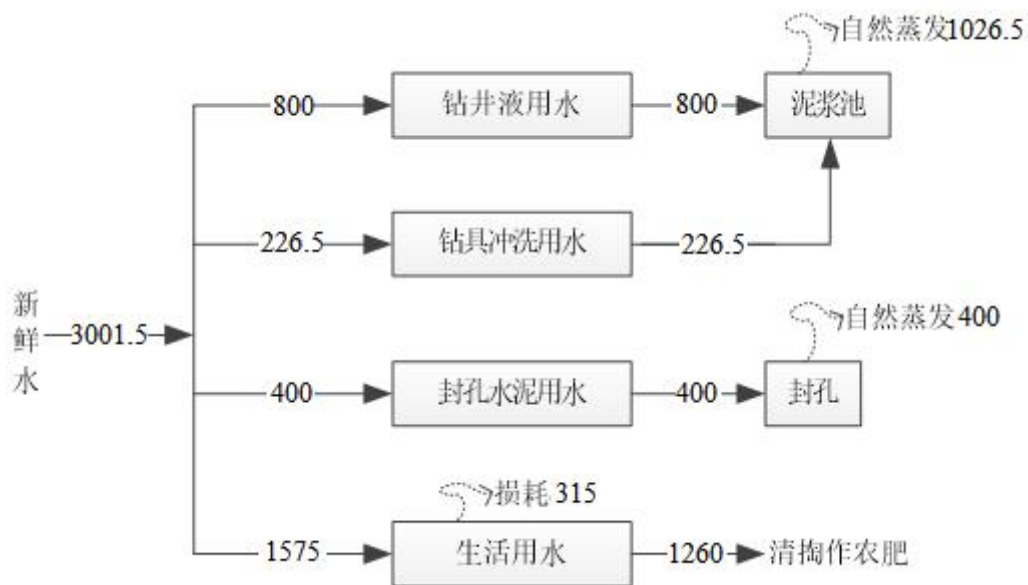 自然蒸发1026.5
800
钻井液用水
800
泥浆池
226.5
钻具冲洗用水
226.5
新鲜水
3001.5
自然蒸发400
400
封孔水泥用水
400
封孔
损耗315
1575
生活用水
1260
清掏作农肥